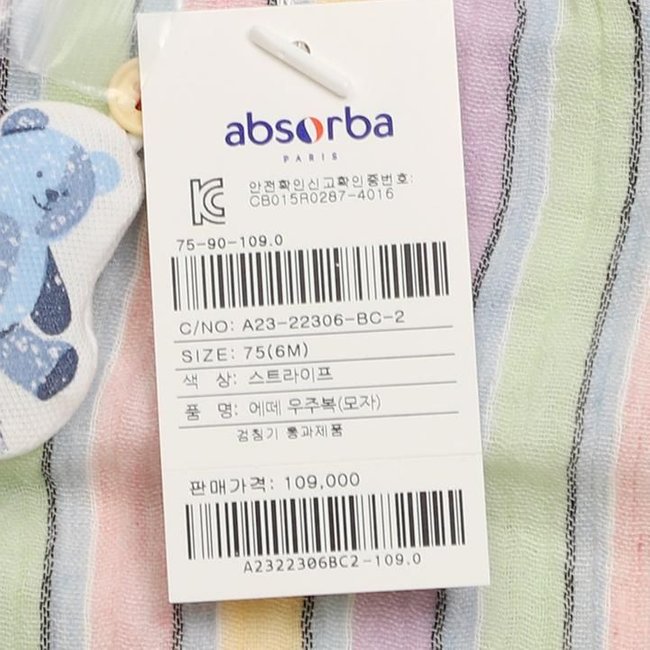 absorba
PARIS
안전확인신고확인증번호:
CB015R0287-4016
75-90-109.0
C/NO: A23-22306-BC-2
SIZE: 75(6M)
색 상: 스트라이프
품 명: 에떼 우주복(모자)
검침기 통과제품
판매가격: 109,000
A2322306BC2-109.0